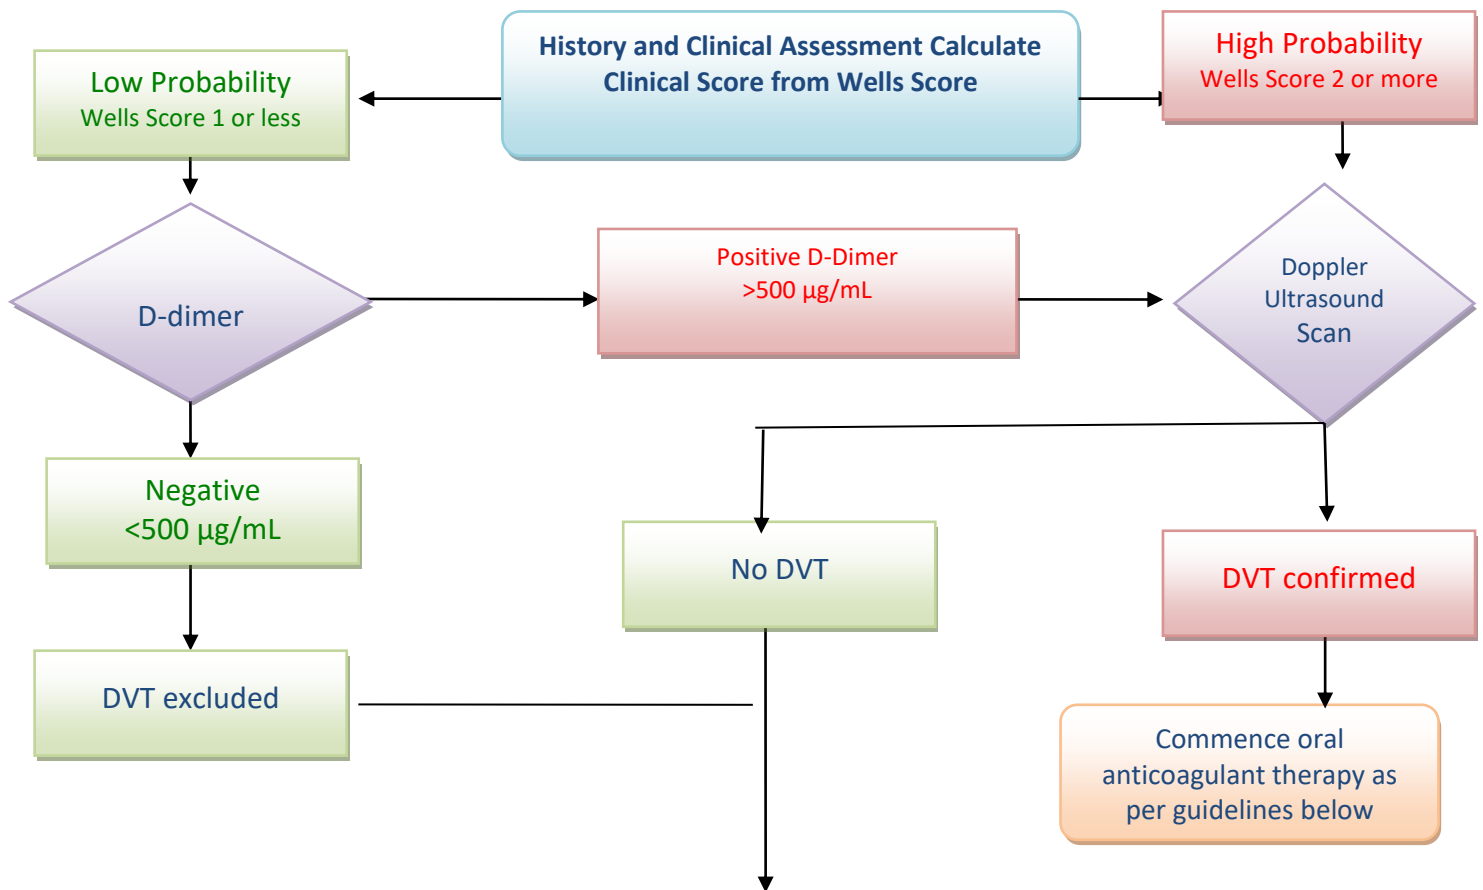 History and Clinical Assessment Calculate
Clinical Score from Wells Score
Low Probability
Wells Score 1 or less
High Probability
Wells Score 2 or more
D-dimer
Positive D-Dimer
>500 µg/mL
Doppler
Ultrasound
Scan
Negative
<500 µg/mL
No DVT
DVT confirmed
DVT excluded
Commence oral
anticoagulant therapy as
per guidelines below